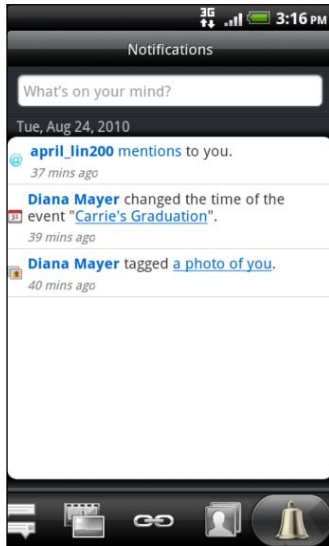 3G
3:16 PM
Notifications
What's on your mind?
Tue, Aug 24, 2010
@ april_lin200 mentions to you.
37 mins ago
Diana Mayer changed the time of the
31 event "Carrie's Graduation".
39 mins ago
Diana Mayer tagged a photo of you.
40 mins ago